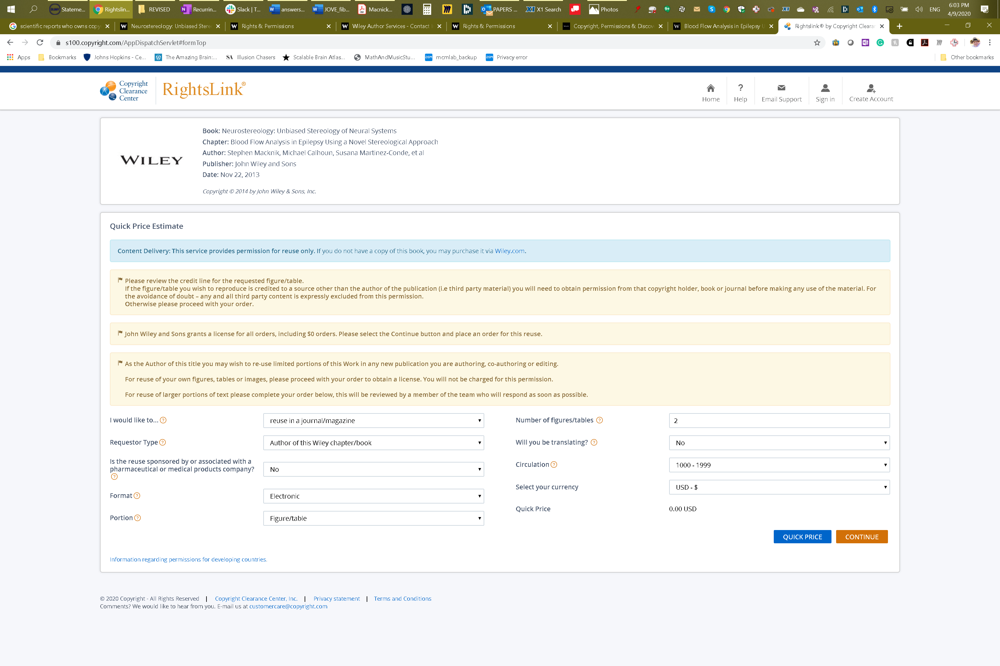 Stateme...
Rightslin...
REVISED
Recurrin...
Slack | T...
answers...
JOVE_fib...
Macnick...
PAPERS ...
X1 Search
Photos
ENG
6:03 PM
4/9/2020
scientific reports who owns copy
Neurostereology: Unbiased Stere
Rights & Permissions
Wiley Author Services - Contact
Rights & Permissions
Copyright, Permissions & Discov
Blood Flow Analysis in Epilepsy U
Rightslink® by Copyright Clearan
s100.copyright.com/AppDispatchServlet#formTop
Apps
Bookmarks
Johns Hopkins - Ce...
The Amazing Brain:...
SA Illusion Chasers
Scalable Brain Atlas...
MathAndMusicStu...
DSM mcmlab_backup
DSM Privacy error
Other bookmarks
Copyright
Clearance
Center
RightsLink®
Home
Help
Email Support
Sign in
Create Account
WILEY
Book: Neurostereology: Unbiased Stereology of Neural Systems
Chapter: Blood Flow Analysis in Epilepsy Using a Novel Stereological Approach
Author: Stephen Macknik, Michael Calhoun, Susana Martinez-Conde, et al
Publisher: John Wiley and Sons
Date: Nov 22, 2013
Copyright © 2014 by John Wiley & Sons, Inc.
Quick Price Estimate
Content Delivery: This service provides permission for reuse only. If you do not have a copy of this book, you may purchase it via Wiley.com.
Please review the credit line for the requested figure/table.
If the figure/table you wish to reproduce is credited to a source other than the author of the publication (i.e third party material) you will need to obtain permission from that copyright holder, book or journal before making any use of the material. For
the avoidance of doubt – any and all third party content is expressly excluded from this permission.
Otherwise please proceed with your order.
John Wiley and Sons grants a license for all orders, including $0 orders. Please select the Continue button and place an order for this reuse.
As the Author of this title you may wish to re-use limited portions of this Work in any new publication you are authoring, co-authoring or editing.
For reuse of your own figures, tables or images, please proceed with your order to obtain a license. You will not be charged for this permission.
For reuse of larger portions of text please complete your order below, this will be reviewed by a member of the team who will respond as soon as possible.
I would like to... ?
reuse in a journal/magazine
Requestor Type ?
Author of this Wiley chapter/book
Is the reuse sponsored by or associated with a
pharmaceutical or medical products company?
?
No
Format ?
Electronic
Portion ?
Figure/table
Number of figures/tables ?
2
Will you be translating? ?
No
Circulation ?
1000 - 1999
Select your currency
USD - $
Quick Price
0.00 USD
QUICK PRICE
CONTINUE
Information regarding permissions for developing countries.
© 2020 Copyright - All Rights Reserved | Copyright Clearance Center, Inc. | Privacy statement | Terms and Conditions
Comments? We would like to hear from you. E-mail us at customercare@copyright.com